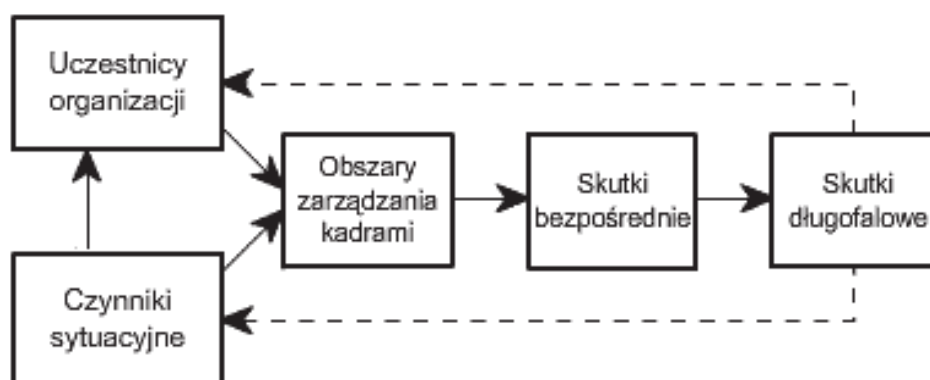 Uczestnicy
organizacji
Obszary
zarządzania
kadrami
Skutki
bezpośrednie
Skutki
długofalowe
Czynniki
sytuacyjne